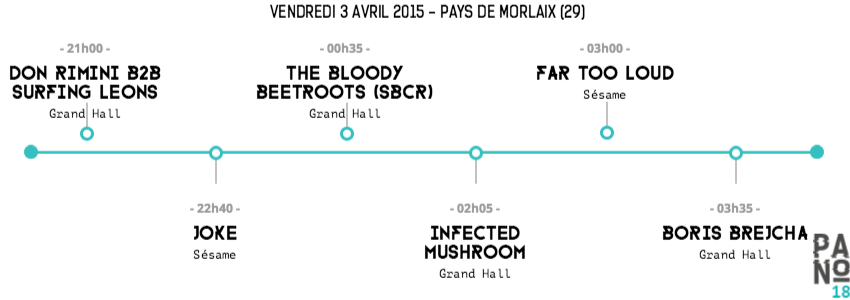 VENDREDI 3 AVRIL 2015 – PAYS DE MORLAIX (29)
- 21h00 -
DON RIMINI B2B
SURFING LEONS
Grand Hall
- 22h40 -
JOKE
Sésame
- 00h35 -
THE BLOODY
BEETROOTS (SBCR)
Grand Hall
- 02h05 -
INFECTED
MUSHROOM
Grand Hall
- 03h00 -
FAR TOO LOUD
Sésame
- 03h35 -
BORIS BREJCHA
Grand Hall
PA
No
18